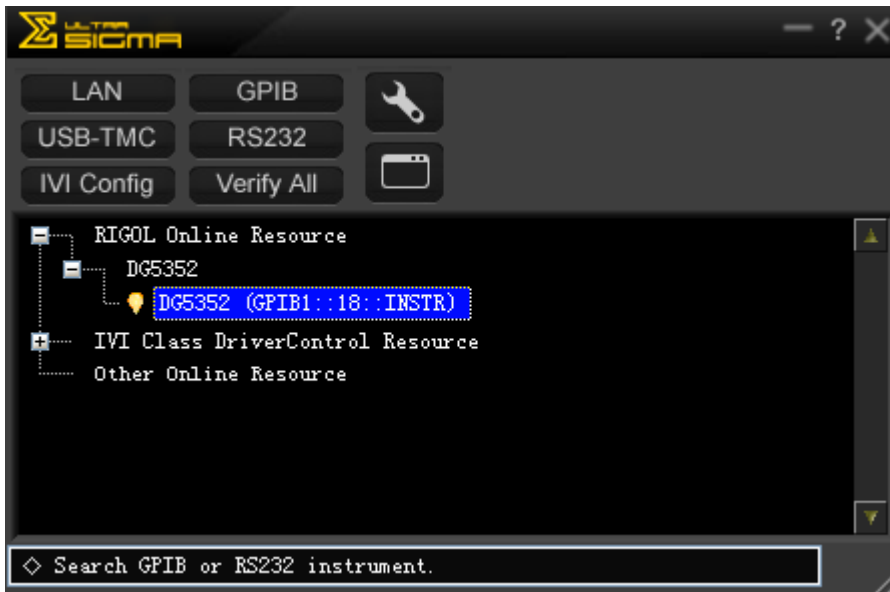 ULTRA
SIGMA
?
LAN GPIB
USB-TMC RS232
IVI Config Verify All
RIGOL Online Resource
DG5352
DG5352 (GPIB1::18::INSTR)
IVI Class DriverControl Resource
Other Online Resource
◇ Search GPIB or RS232 instrument.